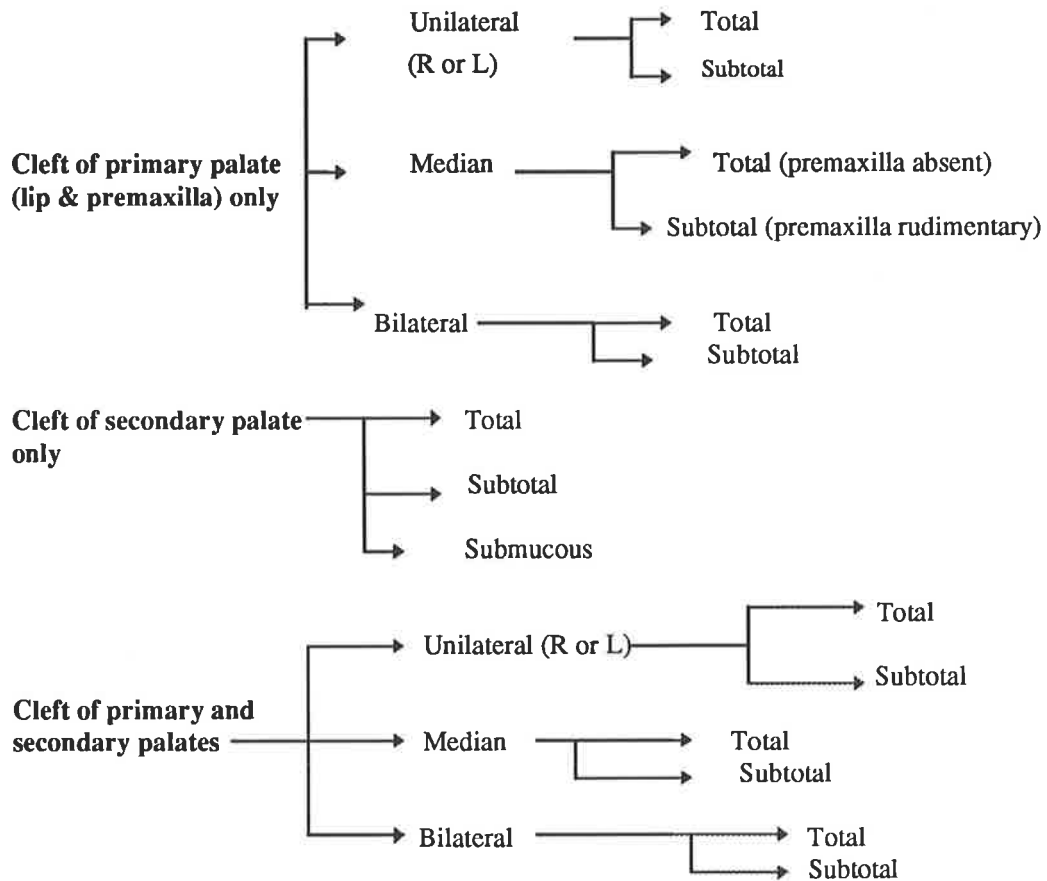 Unilateral
(R or L)
Total
Subtotal
Cleft of primary palate
(lip & premaxilla) only
Median
Total (premaxilla absent)
Subtotal (premaxilla rudimentary)
Bilateral
Total
Subtotal
Cleft of secondary palate
only
Total
Subtotal
Submucous
Cleft of primary and
secondary palates
Unilateral (R or L)
Total
Subtotal
Median
Total
Subtotal
Bilateral
Total
Subtotal